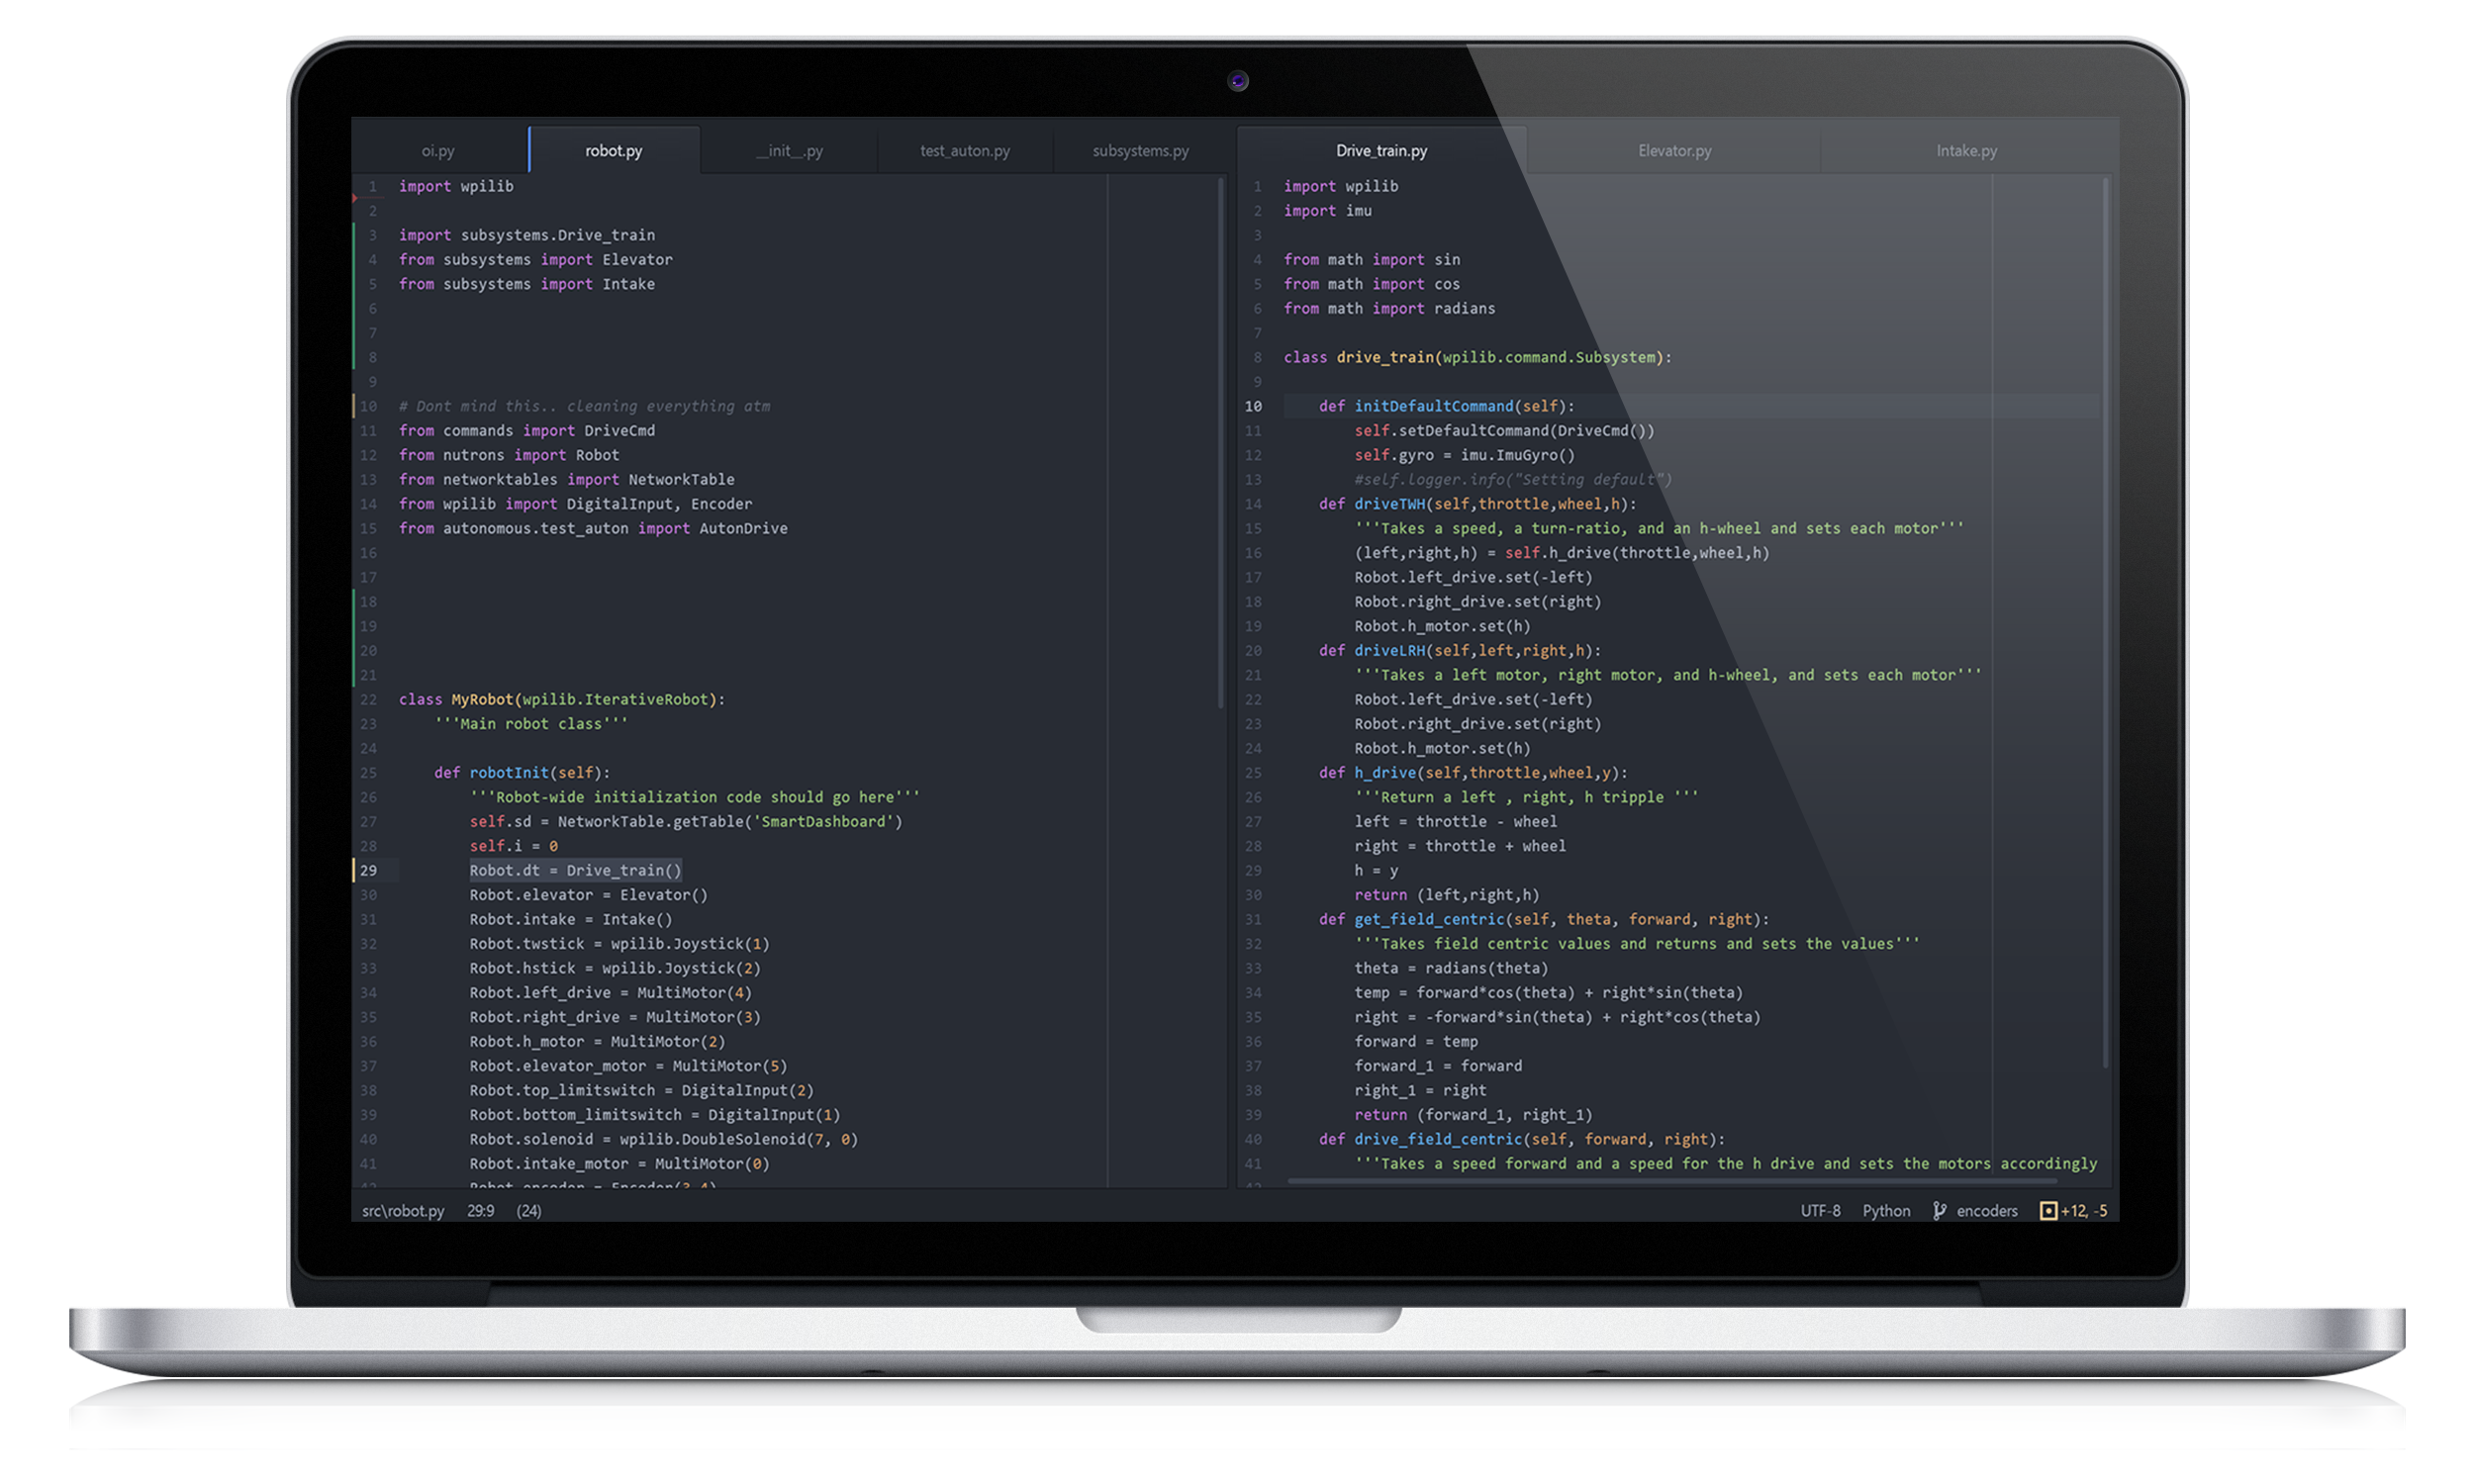 oi.py robot.py __init__.py test_auton.py subsystems.py
1 import wpilib
2
3 import subsystems.Drive_train
4 from subsystems import Elevator
5 from subsystems import Intake
6
7
8
9
10 # Dont mind this.. cleaning everything atm
11 from commands import DriveCmd
12 from nutrons import Robot
13 from networktables import NetworkTable
14 from wpilib import DigitalInput, Encoder
15 from autonomous.test_auton import AutonDrive
16
17
18
19
20
21
22 class MyRobot(wpilib.IterativeRobot):
23     '''Main robot class'''
24
25     def robotInit(self):
26         '''Robot-wide initialization code should go here'''
27         self.sd = NetworkTable.getTable('SmartDashboard')
28         self.i = 0
29         Robot.dt = Drive_train()
30         Robot.elevator = Elevator()
31         Robot.intake = Intake()
32         Robot.twstick = wpilib.Joystick(1)
33         Robot.hstick = wpilib.Joystick(2)
34         Robot.left_drive = MultiMotor(4)
35         Robot.right_drive = MultiMotor(3)
36         Robot.h_motor = MultiMotor(2)
37         Robot.elevator_motor = MultiMotor(5)
38         Robot.top_limitswitch = DigitalInput(2)
39         Robot.bottom_limitswitch = DigitalInput(1)
40         Robot.solenoid = wpilib.DoubleSolenoid(7, 0)
41         Robot.intake_motor = MultiMotor(0)
42         Robot.encoder = Encoder(3,4)
Drive_train.py Elevator.py Intake.py
1 import wpilib
2 import imu
3
4 from math import sin
5 from math import cos
6 from math import radians
7
8 class drive_train(wpilib.command.Subsystem):
9
10     def initDefaultCommand(self):
11         self.setDefaultCommand(DriveCmd())
12         self.gyro = imu.ImuGyro()
13         #self.logger.info("Setting default")
14     def driveTWH(self,throttle,wheel,h):
15         '''Takes a speed, a turn-ratio, and an h-wheel and sets each motor'''
16         (left,right,h) = self.h_drive(throttle,wheel,h)
17         Robot.left_drive.set(-left)
18         Robot.right_drive.set(right)
19         Robot.h_motor.set(h)
20     def driveLRH(self,left,right,h):
21         '''Takes a left motor, right motor, and h-wheel, and sets each motor'''
22         Robot.left_drive.set(-left)
23         Robot.right_drive.set(right)
24         Robot.h_motor.set(h)
25     def h_drive(self,throttle,wheel,y):
26         '''Return a left , right, h tripple '''
27         left = throttle - wheel
28         right = throttle + wheel
29         h = y
30         return (left,right,h)
31     def get_field_centric(self, theta, forward, right):
32         '''Takes field centric values and returns and sets the values'''
33         theta = radians(theta)
34         temp = forward*cos(theta) + right*sin(theta)
35         right = -forward*sin(theta) + right*cos(theta)
36         forward = temp
37         forward_1 = forward
38         right_1 = right
39         return (forward_1, right_1)
40     def drive_field_centric(self, forward, right):
41         '''Takes a speed forward and a speed for the h drive and sets the motors accordingly
42
src\robot.py 29:9 (24) UTF-8 Python encoders +12, -5